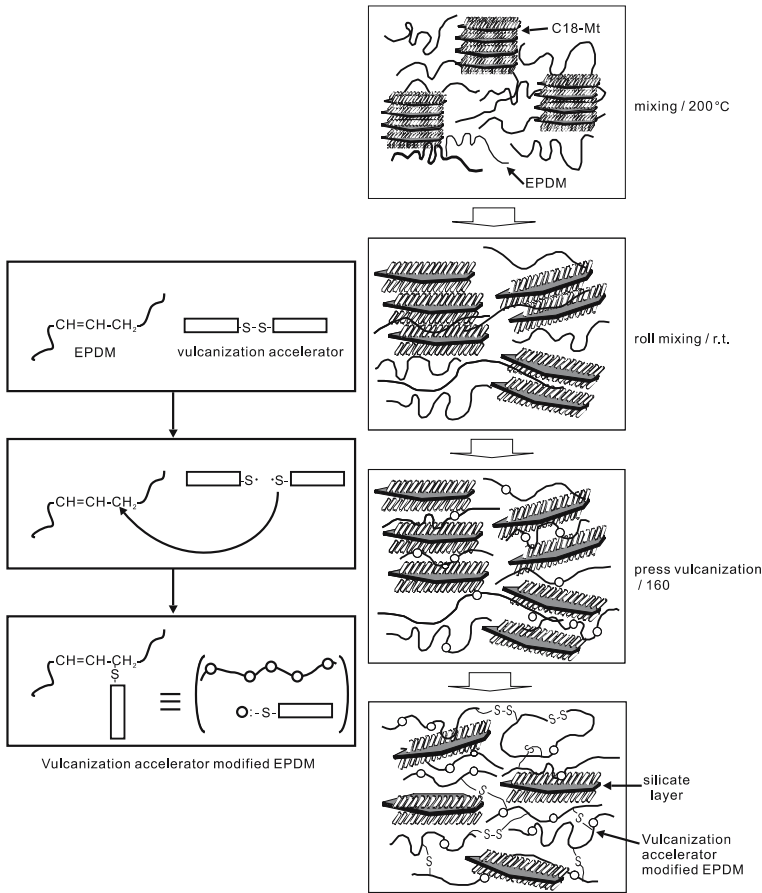 C18-Mt
mixing / 200°C
EPDM
-CH=CH-CH₂
EPDM
-S-S-
vulcanization accelerator
roll mixing / r.t.
-CH=CH-CH₂
-S· ·S-
press vulcanization
/ 160
-CH=CH-CH₂
S
≡
:-S-
Vulcanization accelerator modified EPDM
S-S
S-S
S
S
S
S-S
S
S
silicate
layer
Vulcanization
accelerator
modified EPDM